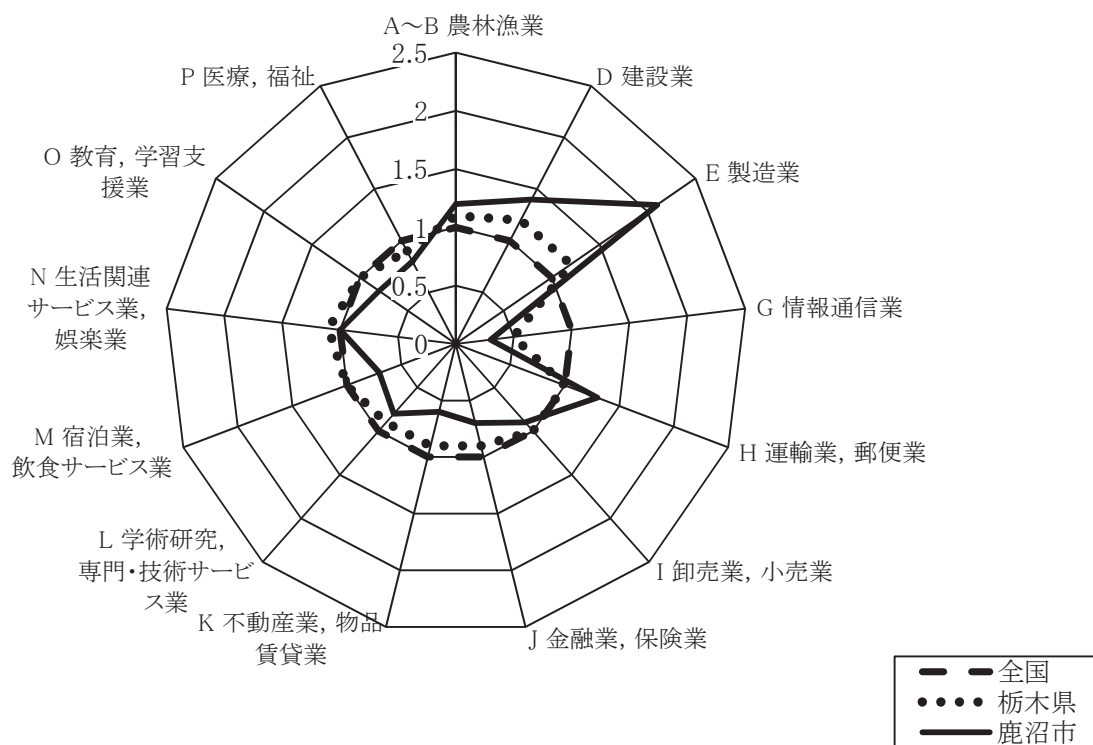 A～B 農林漁業
2.5
2
1.5
1
0.5
0
D 建設業
E 製造業
G 情報通信業
H 運輸業, 郵便業
I 卸売業, 小売業
J 金融業, 保険業
K 不動産業, 物品
賃貸業
L 学術研究,
専門・技術サービ
ス業
M 宿泊業,
飲食サービス業
N 生活関連
サービス業,
娯楽業
O 教育, 学習支
援業
P 医療, 福祉
全国
栃木県
鹿沼市